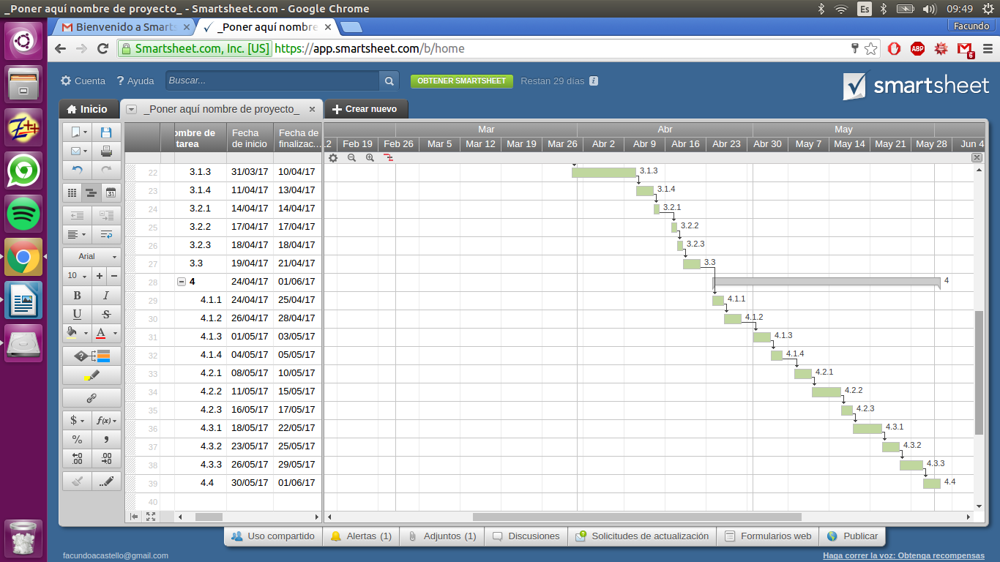 _Poner aquí nombre de proyecto_ - Smartsheet.com - Google Chrome
Es
09:49
Bienvenido a Smarts
_Poner aquí nombre
Facundo
Smartsheet.com, Inc. [US]
https://app.smartsheet.com/b/home
ABP
6
Cuenta
? Ayuda
Buscar...
OBTENER SMARTSHEET
Restan 29 días
smartsheet
Inicio
_Poner aquí nombre de proyecto_
Crear nuevo
ombre de tarea
Fecha de inicio
Fecha de finalizac...
Mar
Abr
May
2 Feb 19 Feb 26 Mar 5 Mar 12 Mar 19 Mar 26 Abr 2 Abr 9 Abr 16 Abr 23 Abr 30 May 7 May 14 May 21 May 28 Jun 4
22 3.1.3 31/03/17 10/04/17 3.1.3
23 3.1.4 11/04/17 13/04/17 3.1.4
24 3.2.1 14/04/17 14/04/17 3.2.1
25 3.2.2 17/04/17 17/04/17 3.2.2
26 3.2.3 18/04/17 18/04/17 3.2.3
27 3.3 19/04/17 21/04/17 3.3
28 4 24/04/17 01/06/17 4
29 4.1.1 24/04/17 25/04/17 4.1.1
30 4.1.2 26/04/17 28/04/17 4.1.2
31 4.1.3 01/05/17 03/05/17 4.1.3
32 4.1.4 04/05/17 05/05/17 4.1.4
33 4.2.1 08/05/17 10/05/17 4.2.1
34 4.2.2 11/05/17 15/05/17 4.2.2
35 4.2.3 16/05/17 17/05/17 4.2.3
36 4.3.1 18/05/17 22/05/17 4.3.1
37 4.3.2 23/05/17 25/05/17 4.3.2
38 4.3.3 26/05/17 29/05/17 4.3.3
39 4.4 30/05/17 01/06/17 4.4
40
31
Arial
10 + −
B I
U S
A
?
$ f(x)
% ,
.0 .00
.00 .0
Z++
Uso compartido
Alertas (1)
Adjuntos (1)
Discusiones
Solicitudes de actualización
Formularios web
Publicar
facundoacastello@gmail.com
Haga correr la voz: Obtenga recompensas